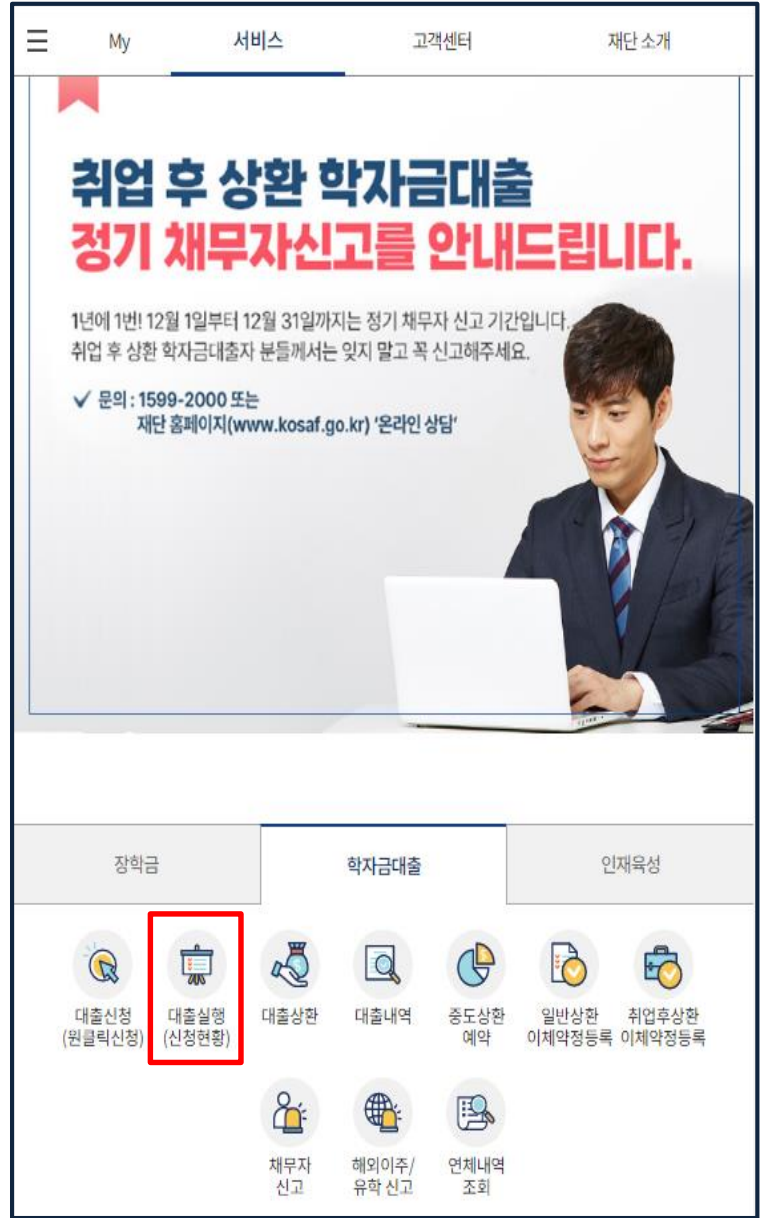 My 서비스 고객센터 재단 소개
취업 후 상환 학자금대출
정기 채무자신고를 안내드립니다.
1년에 1번! 12월 1일부터 12월 31일까지는 정기 채무자 신고 기간입니다.
취업 후 상환 학자금대출자 분들께서는 잊지 말고 꼭 신고해주세요.
✓ 문의 : 1599-2000 또는
재단 홈페이지(www.kosaf.go.kr) '온라인 상담'
장학금 학자금대출 인재육성
대출신청 대출실행 대출상환 대출내역 중도상환 일반상환 취업후상환
(원클릭신청) (신청현황) 예약 이체약정등록 이체약정등록
채무자 해외이주/ 연체내역
신고 유학 신고 조회